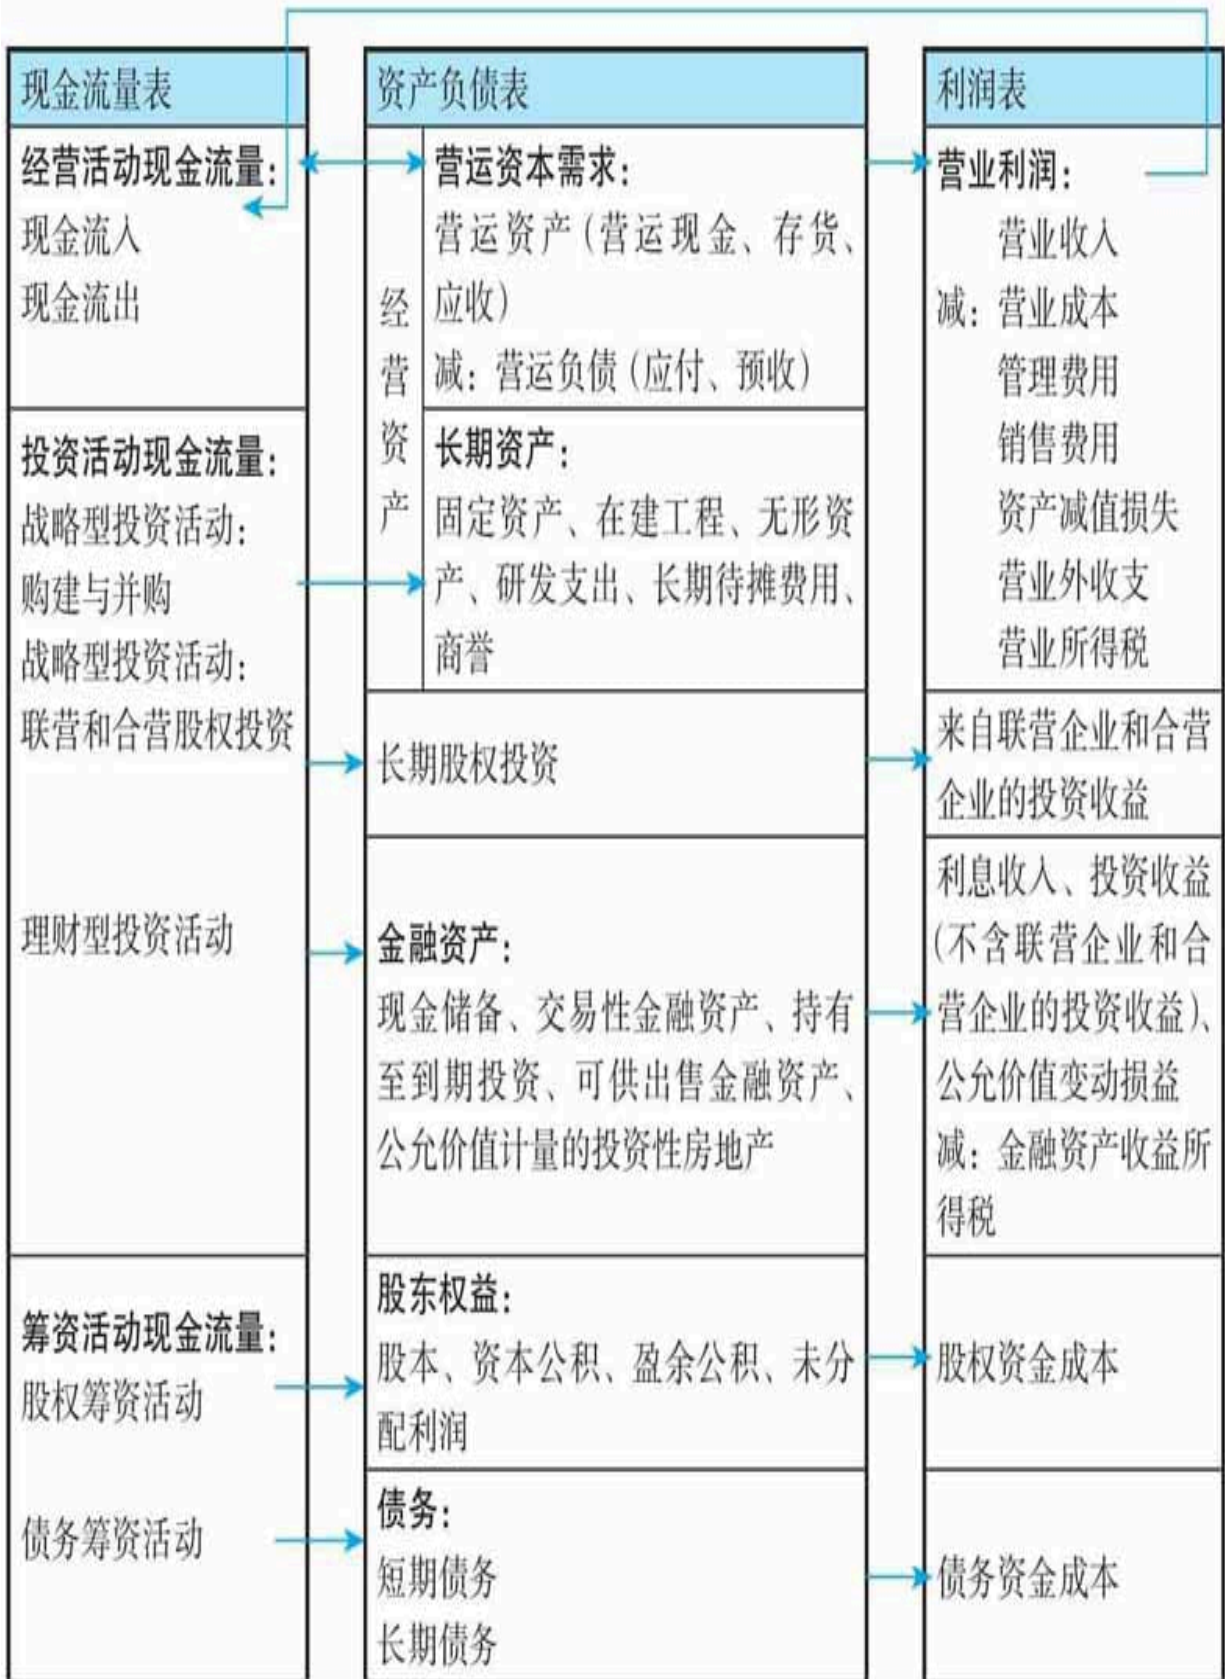 现金流量表
经营活动现金流量：
现金流入
现金流出
投资活动现金流量：
战略型投资活动：
购建与并购
战略型投资活动：
联营和合营股权投资
理财型投资活动
筹资活动现金流量：
股权筹资活动
债务筹资活动
资产负债表
经
营
资
产
营运资本需求：
营运资产（营运现金、存货、
应收）
减：营运负债（应付、预收）
长期资产：
固定资产、在建工程、无形资
产、研发支出、长期待摊费用、
商誉
长期股权投资
金融资产：
现金储备、交易性金融资产、持有
至到期投资、可供出售金融资产、
公允价值计量的投资性房地产
股东权益：
股本、资本公积、盈余公积、未分
配利润
债务：
短期债务
长期债务
利润表
营业利润：
营业收入
减：营业成本
管理费用
销售费用
资产减值损失
营业外收支
营业所得税
来自联营企业和合营
企业的投资收益
利息收入、投资收益
（不含联营企业和合
营企业的投资收益）、
公允价值变动损益
减：金融资产收益所
得税
股权资金成本
债务资金成本